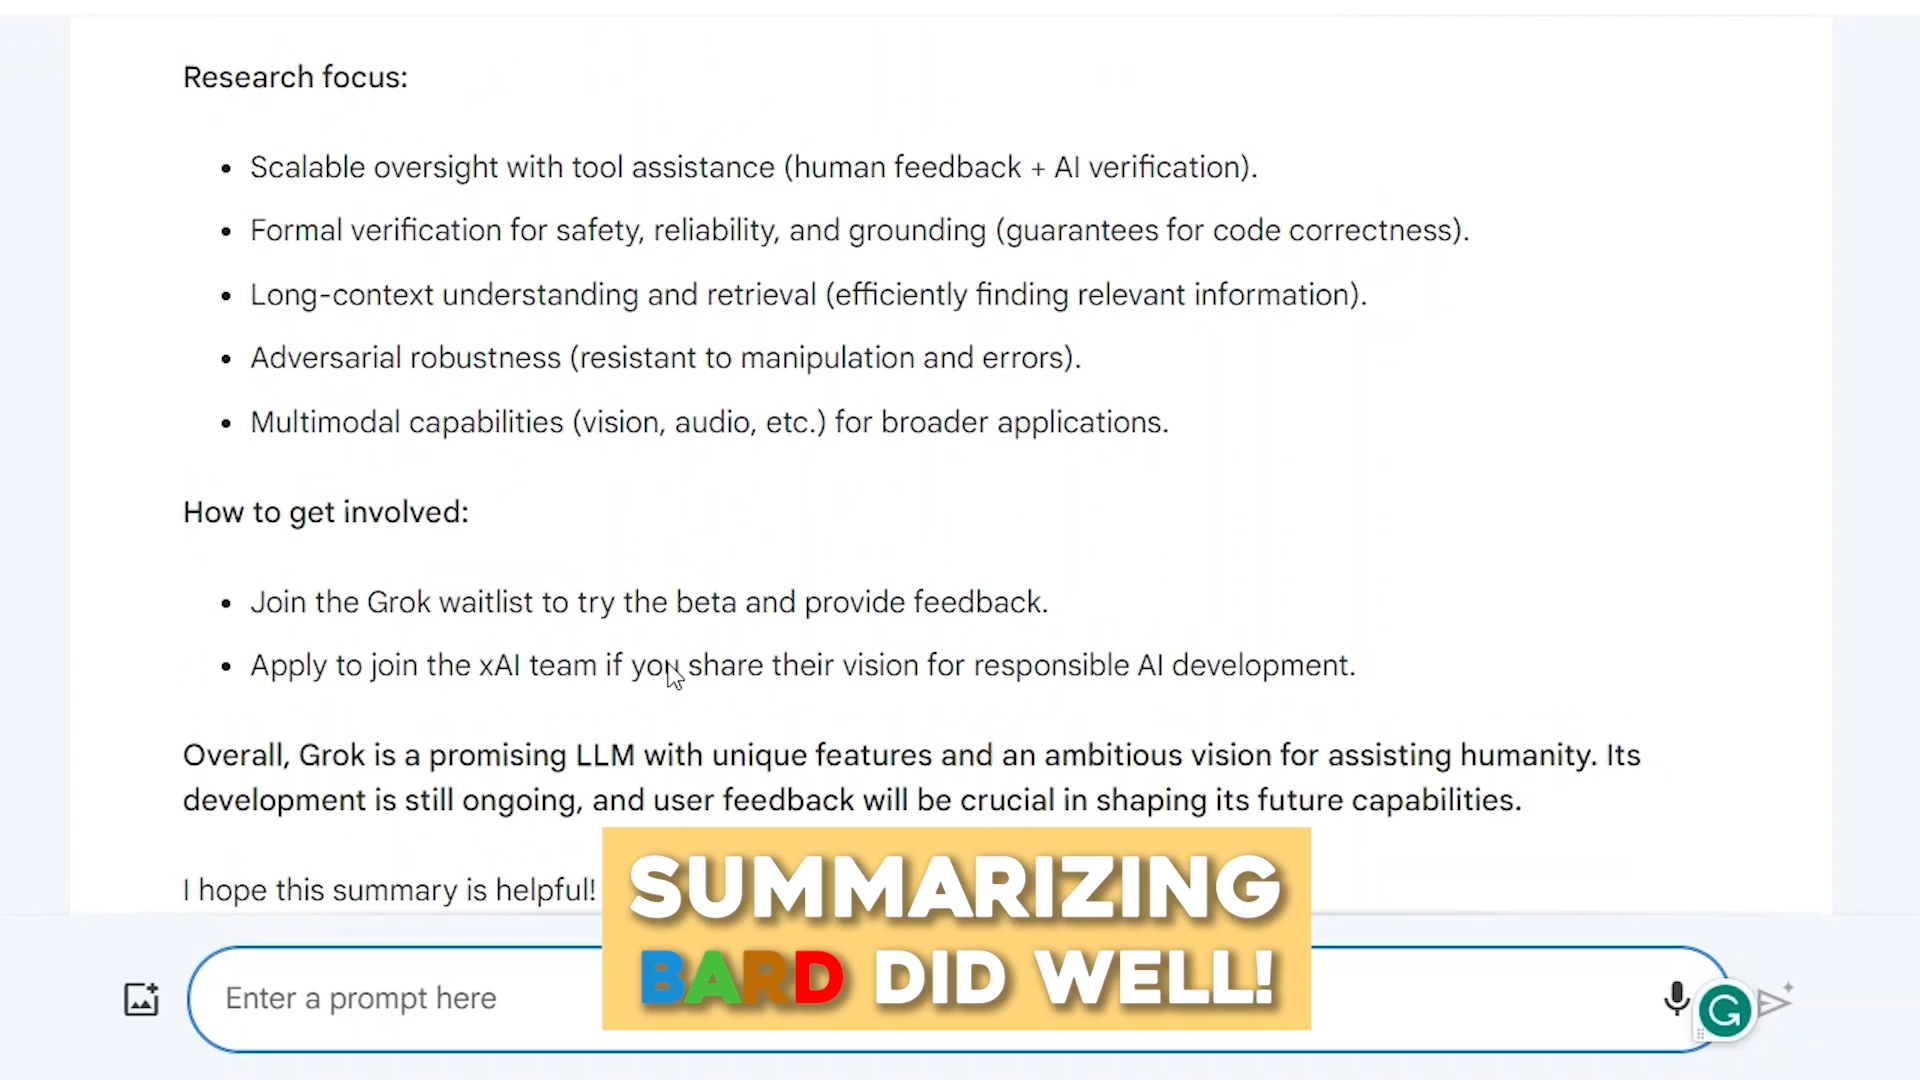 Research focus:
• Scalable oversight with tool assistance (human feedback + AI verification).
• Formal verification for safety, reliability, and grounding (guarantees for code correctness).
• Long-context understanding and retrieval (efficiently finding relevant information).
• Adversarial robustness (resistant to manipulation and errors).
• Multimodal capabilities (vision, audio, etc.) for broader applications.
How to get involved:
• Join the Grok waitlist to try the beta and provide feedback.
• Apply to join the xAI team if you share their vision for responsible AI development.
Overall, Grok is a promising LLM with unique features and an ambitious vision for assisting humanity. Its
development is still ongoing, and user feedback will be crucial in shaping its future capabilities.
I hope this summary is helpful!
SUMMARIZING
BARD DID WELL!
Enter a prompt here